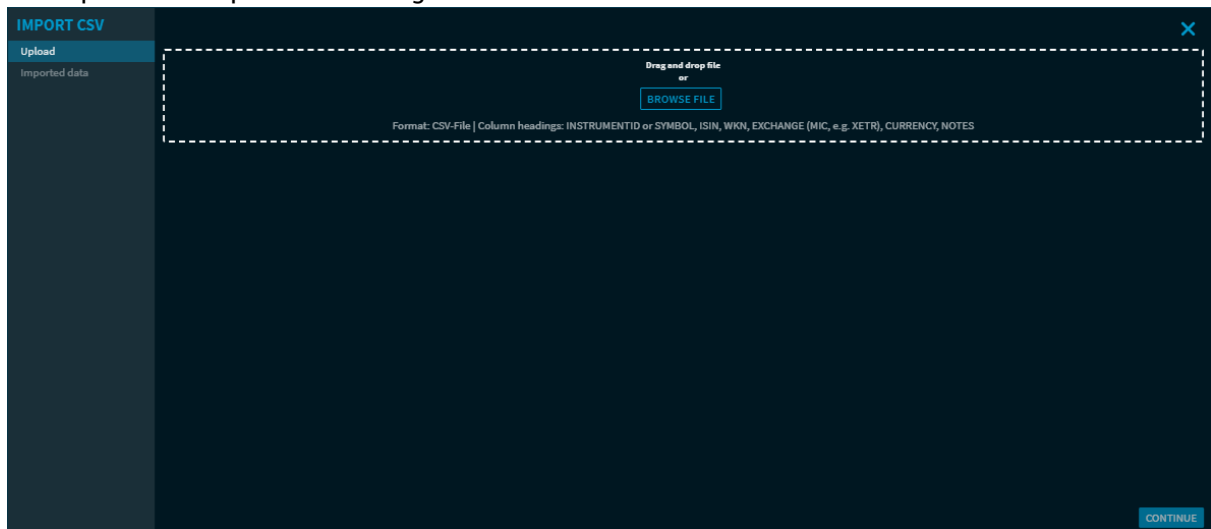 IMPORT CSV
Upload
Imported data
Drag and drop file
or
BROWSE FILE
Format: CSV-File | Column headings: INSTRUMENTID or SYMBOL, ISIN, WKN, EXCHANGE (MIC, e.g. XETR), CURRENCY, NOTES
CONTINUE